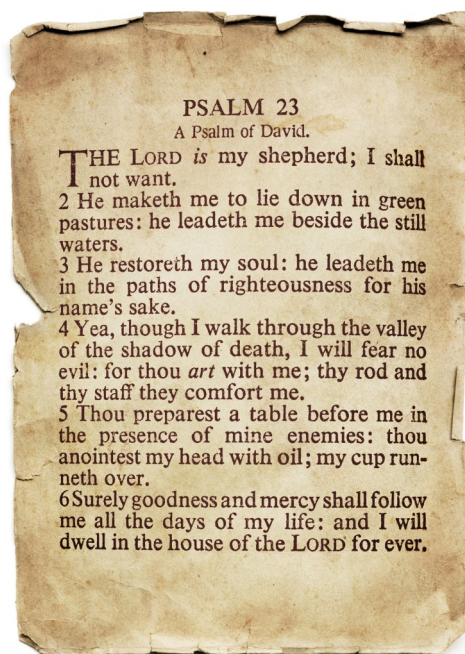 PSALM 23
A Psalm of David.
THE LORD is my shepherd; I shall
not want.
2 He maketh me to lie down in green
pastures: he leadeth me beside the still
waters.
3 He restoreth my soul: he leadeth me
in the paths of righteousness for his
name's sake.
4 Yea, though I walk through the valley
of the shadow of death, I will fear no
evil: for thou art with me; thy rod and
thy staff they comfort me.
5 Thou preparest a table before me in
the presence of mine enemies: thou
anointest my head with oil; my cup run-
neth over.
6 Surely goodness and mercy shall follow
me all the days of my life: and I will
dwell in the house of the LORD for ever.